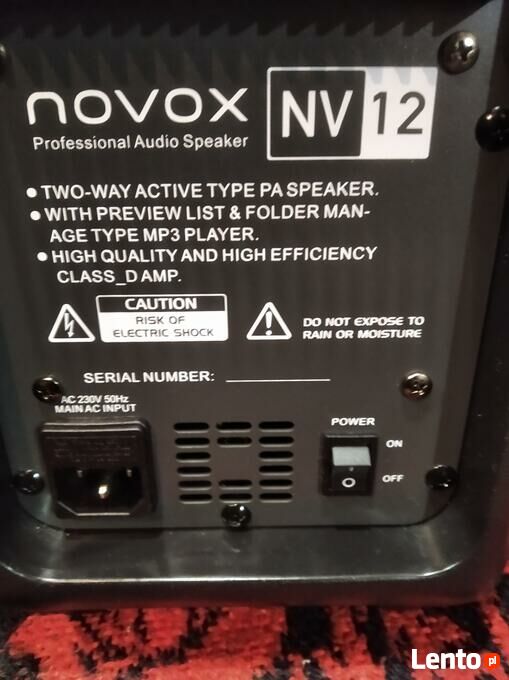 novox NV 12
Professional Audio Speaker
• TWO-WAY ACTIVE TYPE PA SPEAKER.
• WITH PREVIEW LIST & FOLDER MAN-
AGE TYPE MP3 PLAYER.
• HIGH QUALITY AND HIGH EFFICIENCY
CLASS_D AMP.
CAUTION
RISK OF
ELECTRIC SHOCK
DO NOT EXPOSE TO
RAIN OR MOISTURE
SERIAL NUMBER: ____________
AC 230V 50Hz
MAIN AC INPUT
POWER
ON
OFF
Lento.pl